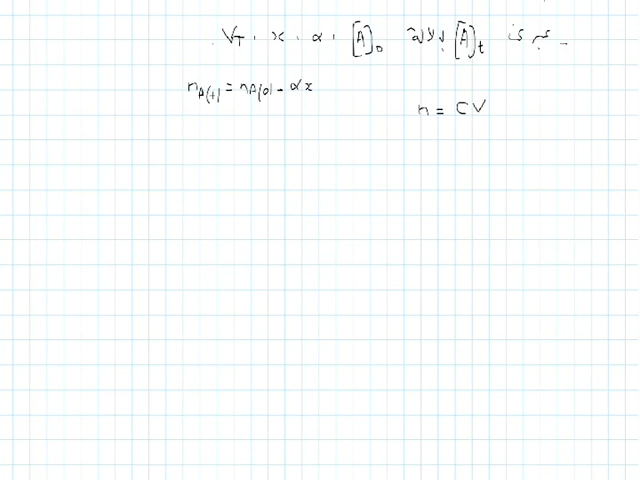 - عبر عن [A]t بدلالة [A]0 ، α ، x ، VT .
nA(t) = nA(0) - αx
n = CV